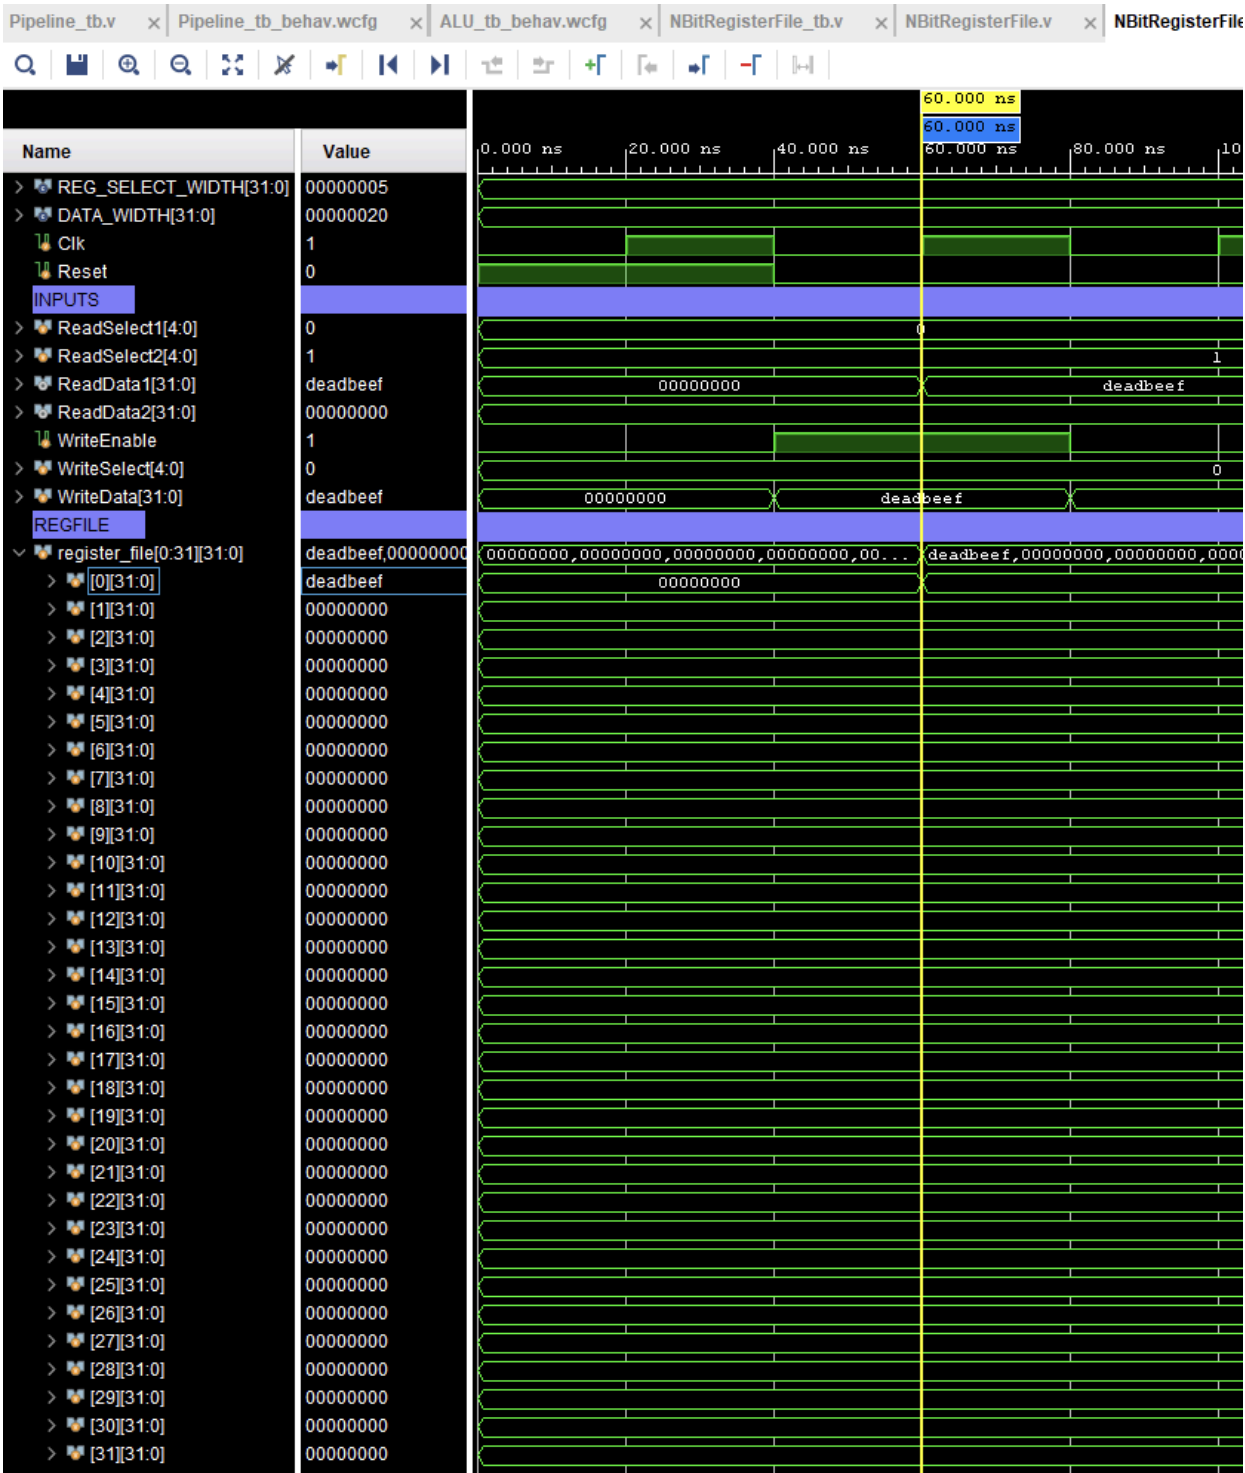 Pipeline_tb.v × Pipeline_tb_behav.wcfg × ALU_tb_behav.wcfg × NBitRegisterFile_tb.v × NBitRegisterFile.v × NBitRegisterFile
60.000 ns
60.000 ns
Name Value 0.000 ns 20.000 ns 40.000 ns 60.000 ns 80.000 ns 10
REG_SELECT_WIDTH[31:0] 00000005
DATA_WIDTH[31:0] 00000020
Clk 1
Reset 0
INPUTS
ReadSelect1[4:0] 0 0
ReadSelect2[4:0] 1 1
ReadData1[31:0] deadbeef 00000000 deadbeef
ReadData2[31:0] 00000000
WriteEnable 1
WriteSelect[4:0] 0 0
WriteData[31:0] deadbeef 00000000 deadbeef
REGFILE
register_file[0:31][31:0] deadbeef,00000000 00000000,00000000,00000000,00000000,00... deadbeef,00000000,00000000,0000
[0][31:0] deadbeef 00000000
[1][31:0] 00000000
[2][31:0] 00000000
[3][31:0] 00000000
[4][31:0] 00000000
[5][31:0] 00000000
[6][31:0] 00000000
[7][31:0] 00000000
[8][31:0] 00000000
[9][31:0] 00000000
[10][31:0] 00000000
[11][31:0] 00000000
[12][31:0] 00000000
[13][31:0] 00000000
[14][31:0] 00000000
[15][31:0] 00000000
[16][31:0] 00000000
[17][31:0] 00000000
[18][31:0] 00000000
[19][31:0] 00000000
[20][31:0] 00000000
[21][31:0] 00000000
[22][31:0] 00000000
[23][31:0] 00000000
[24][31:0] 00000000
[25][31:0] 00000000
[26][31:0] 00000000
[27][31:0] 00000000
[28][31:0] 00000000
[29][31:0] 00000000
[30][31:0] 00000000
[31][31:0] 00000000